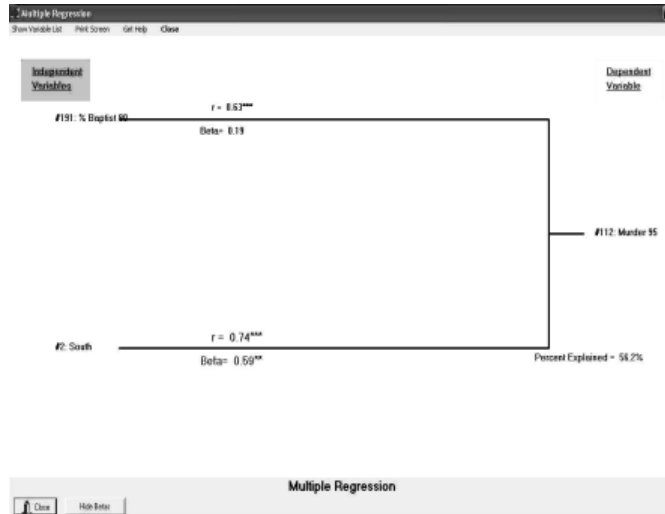 Multiple Regression
Show Variable List Print Screen Get Help Close
Independent
Variables
Dependent
Variable
r = 0.63***
#191: % Baptist 90
Beta= 0.19
#112: Murder 95
r = 0.74***
#2: South
Beta= 0.59**
Percent Explained = 56.2%
Multiple Regression
Close Hide Betas